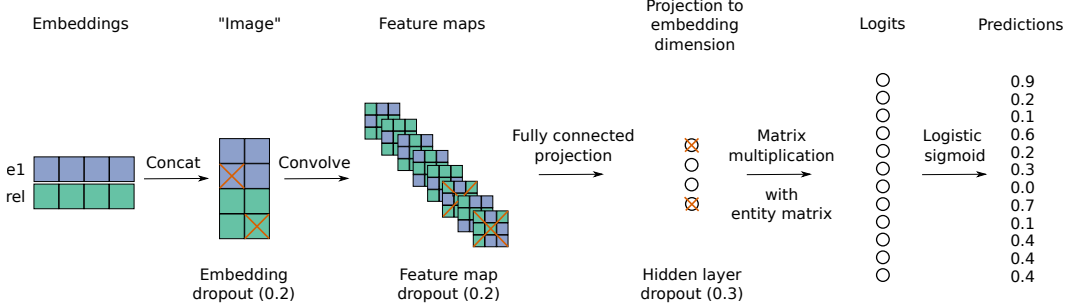 Embeddings
"Image"
Feature maps
Projection to
embedding
dimension
Logits
Predictions
e1
rel
Concat
Convolve
Fully connected
projection
Matrix
multiplication
with
entity matrix
Logistic
sigmoid
0.9
0.2
0.1
0.6
0.2
0.3
0.0
0.7
0.1
0.4
0.4
0.4
Embedding
dropout (0.2)
Feature map
dropout (0.2)
Hidden layer
dropout (0.3)